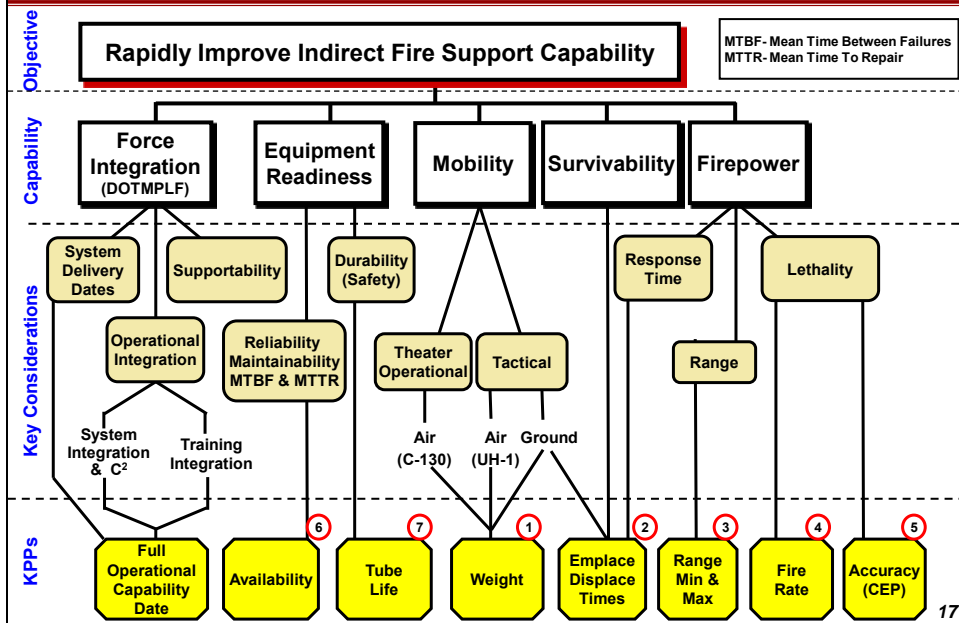 Objective
Rapidly Improve Indirect Fire Support Capability
MTBF- Mean Time Between Failures
MTTR- Mean Time To Repair
Capability
Force
Integration
(DOTMPLF)
Equipment
Readiness
Mobility
Survivability
Firepower
Key Considerations
System
Delivery
Dates
Supportability
Durability
(Safety)
Response
Time
Lethality
Operational
Integration
Reliability
Maintainability
MTBF & MTTR
Theater
Operational
Tactical
Range
System
Integration
& C²
Training
Integration
Air
(C-130)
Air
(UH-1)
Ground
KPPs
Full
Operational
Capability
Date
6
Availability
7
Tube
Life
1
Weight
2
Emplace
Displace
Times
3
Range
Min &
Max
4
Fire
Rate
5
Accuracy
(CEP)
17